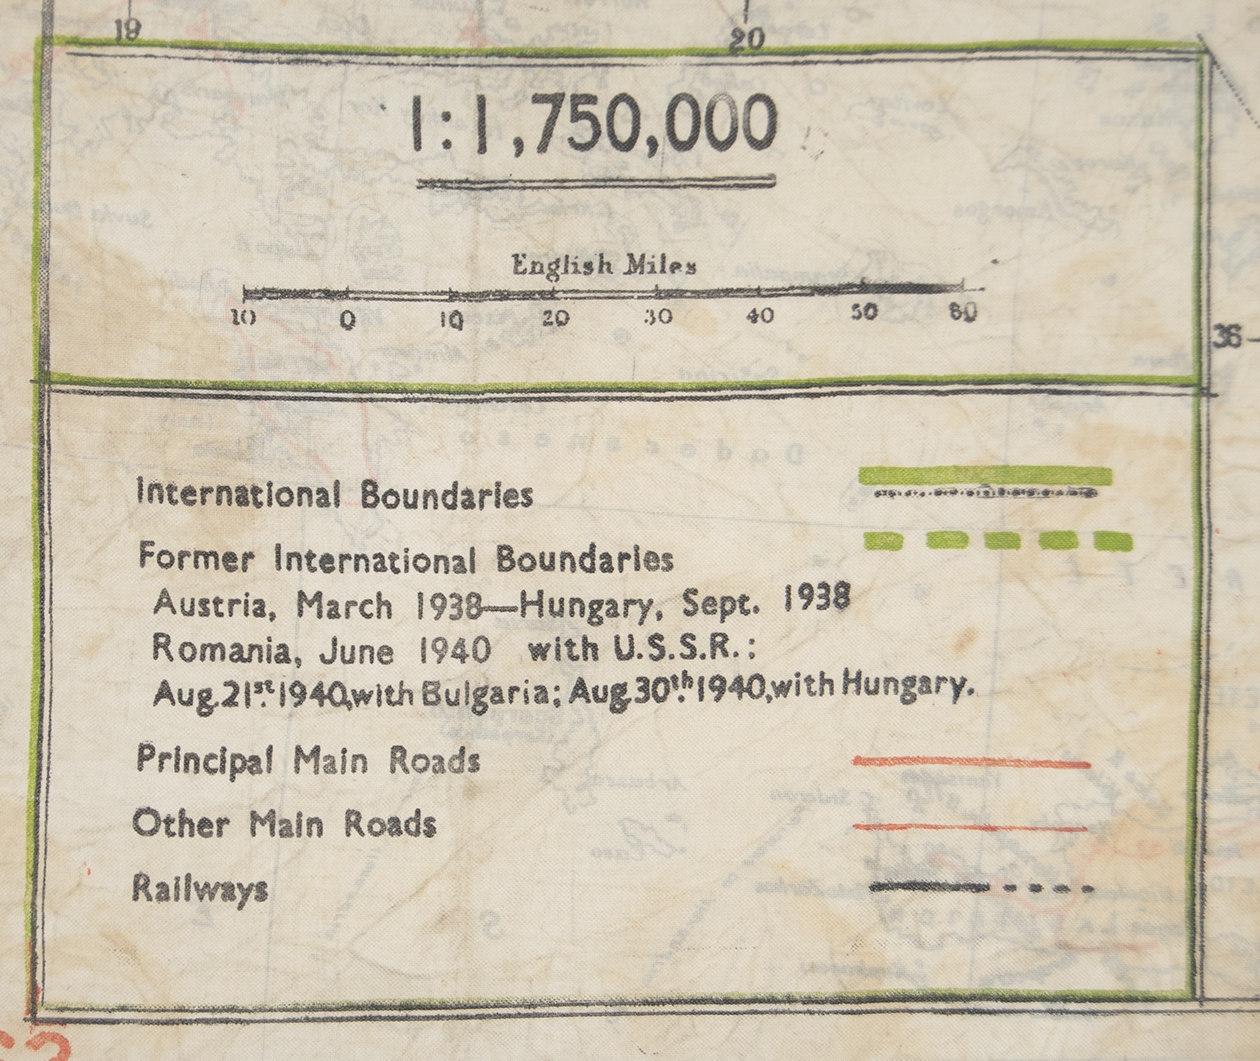 19 20
1:1,750,000
English Miles
10 0 10 20 30 40 50 60
36
International Boundaries
Former International Boundaries
Austria, March 1938—Hungary, Sept. 1938
Romania, June 1940 with U.S.S.R.:
Aug.21st.1940,with Bulgaria; Aug.30th.1940,with Hungary.
Principal Main Roads
Other Main Roads
Railways